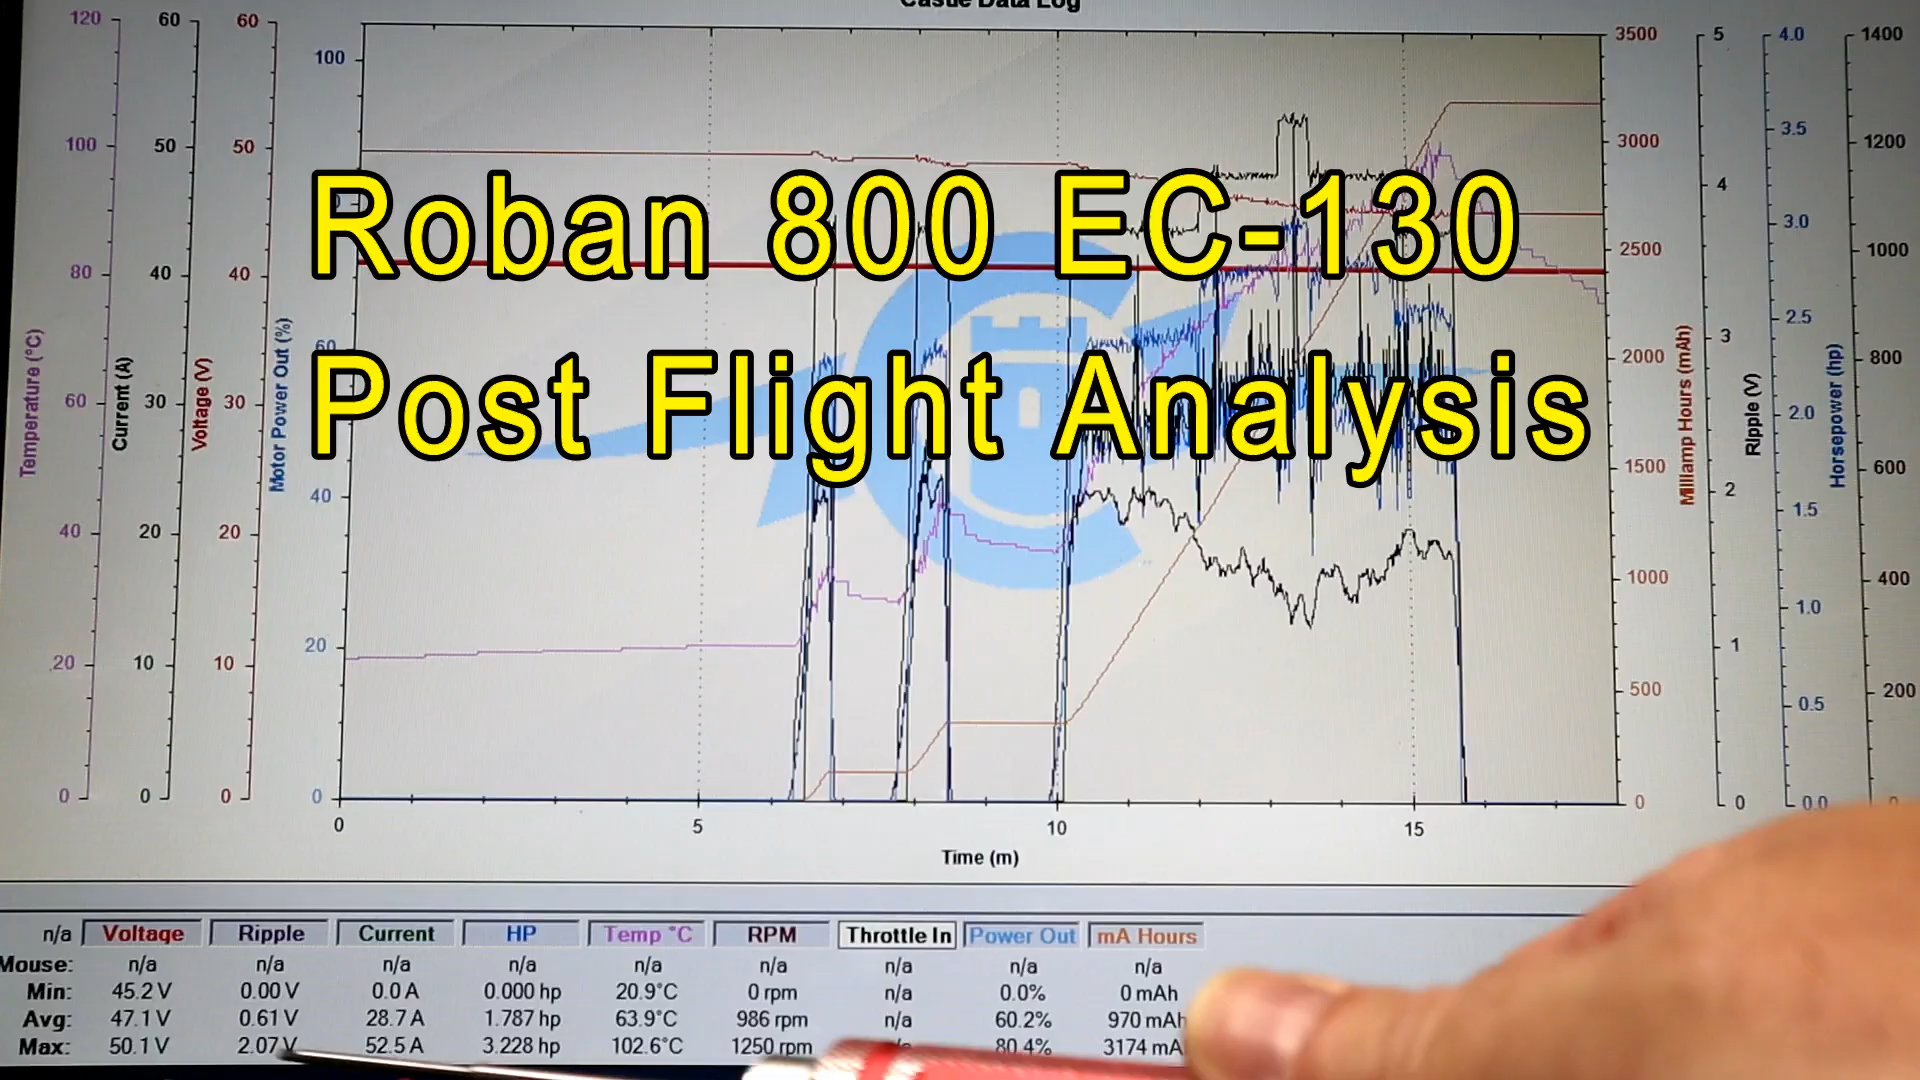 Castle Data Log
Roban 800 EC-130
Post Flight Analysis
120 60 60 100 3500 5 4.0 1400
100 50 50 3000 4 3.5 1200
80 40 40 2500 3 3.0 1000
60 30 30 60 2000 2 2.5 800
40 20 20 40 1500 1 2.0 600
20 10 10 20 1000 0 1.5 400
0 0 0 0 500 1.0 200
0 0.5
0.0
Temperature (°C)
Current (A)
Voltage (V)
Motor Power Out (%)
Milliamp Hours (mAh)
Ripple (V)
Horsepower (hp)
0 5 10 15
Time (m)
n/a Voltage Ripple Current HP Temp °C RPM Throttle In Power Out mA Hours
Mouse: n/a n/a n/a n/a n/a n/a n/a n/a n/a
Min: 45.2 V 0.00 V 0.0 A 0.000 hp 20.9°C 0 rpm n/a 0.0% 0 mAh
Avg: 47.1 V 0.61 V 28.7 A 1.787 hp 63.9°C 986 rpm n/a 60.2% 970 mAh
Max: 50.1 V 2.07 V 52.5 A 3.228 hp 102.6°C 1250 rpm 80.4% 3174 mA